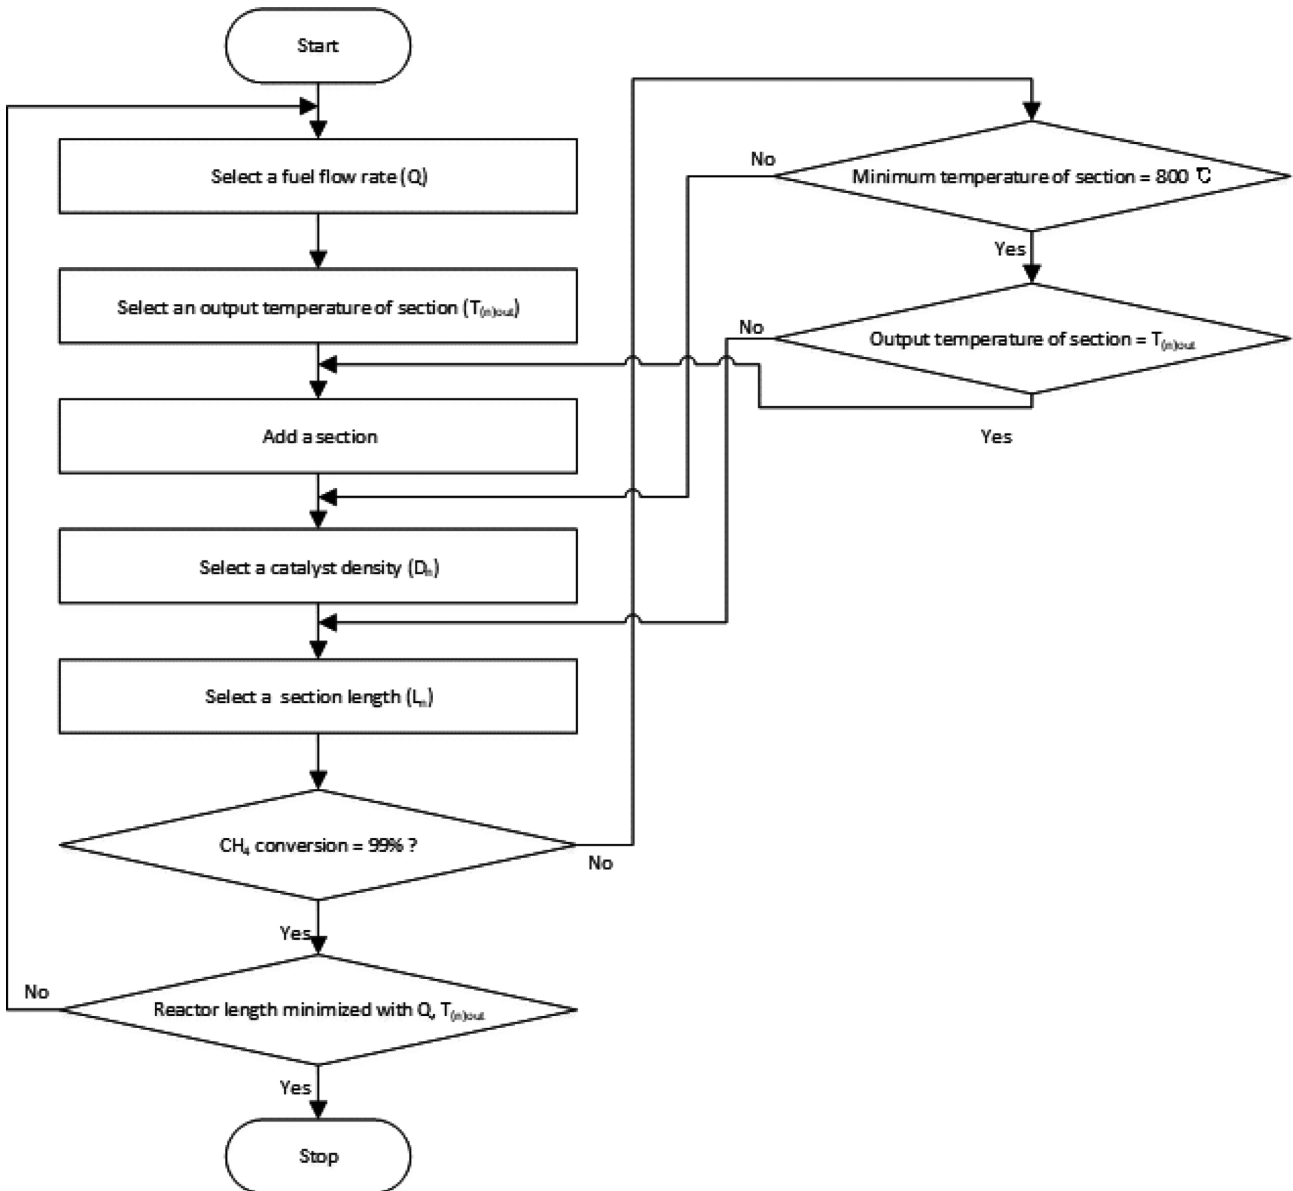 Start
Select a fuel flow rate (Q)
Select an output temperature of section (T(n)out)
Add a section
Select a catalyst density (Dn)
Select a section length (Ln)
CH4 conversion = 99% ?
No
Yes
Reactor length minimized with Q, T(n)out
No
Yes
Stop
Minimum temperature of section = 800 ℃
No
Yes
Output temperature of section = T(n)out
No
Yes